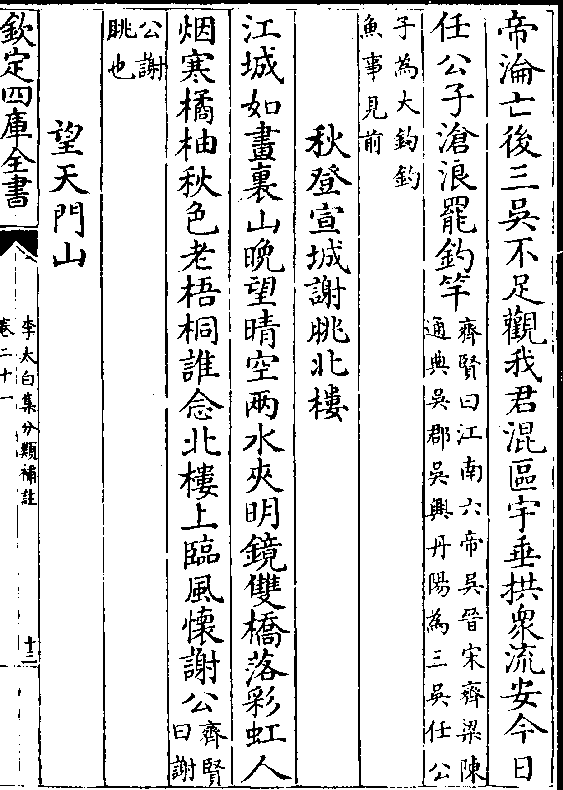 帝淪亡後三吳不足觀我君混區宇垂拱衆流安今日
任公子滄浪罷釣竿齊賢曰江南六帝吳晉宋齊梁陳
通典吳郡吳興丹陽為三吳任公
子為大鈎釣
魚事見前
秋登宣城謝朓北樓
江城如畫裏山晚望晴空兩水夾明鏡雙橋落彩虹人
烟寒橘柚秋色老梧桐誰念北樓上臨風懷謝公齊賢
曰謝
公謝
朓也
望天門山
欽定四庫全書
李太白集分類補註
卷二十一
十三